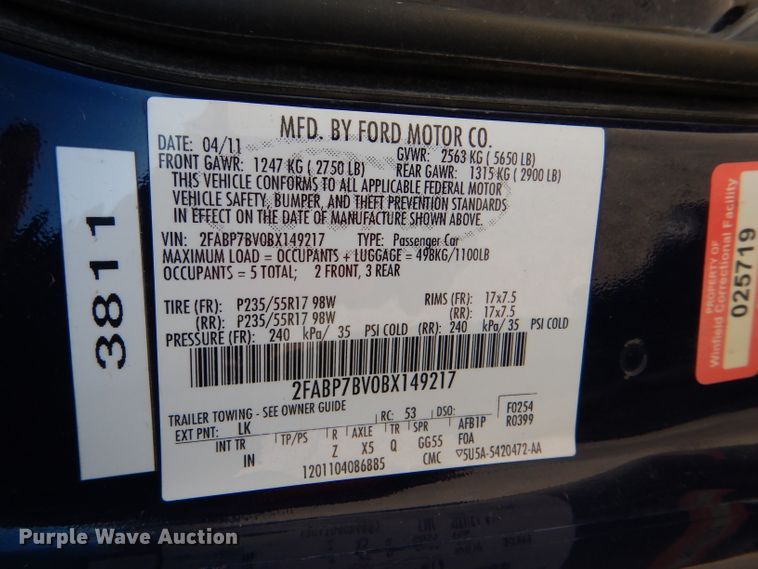 MFD. BY FORD MOTOR CO.
DATE: 04/11
GVWR: 2563 KG ( 5650 LB)
FRONT GAWR: 1247 KG ( 2750 LB)
REAR GAWR: 1315 KG ( 2900 LB)
THIS VEHICLE CONFORMS TO ALL APPLICABLE FEDERAL MOTOR
VEHICLE SAFETY, BUMPER, AND THEFT PREVENTION STANDARDS
IN EFFECT ON THE DATE OF MANUFACTURE SHOWN ABOVE.
VIN: 2FABP7BV0BX149217 TYPE: Passenger Car
MAXIMUM LOAD = OCCUPANTS + LUGGAGE = 498KG/1100LB
OCCUPANTS = 5 TOTAL; 2 FRONT, 3 REAR
TIRE (FR): P235/55R17 98W RIMS (FR): 17x7.5
(RR): P235/55R17 98W (RR): 17x7.5
PRESSURE (FR): 240 kPa/ 35 PSI COLD (RR): 240 kPa/ 35 PSI COLD
2FABP7BV0BX149217
TRAILER TOWING - SEE OWNER GUIDE
RC: 53 DSO: F0254
EXT PNT: LK AFB1P R0399
INT TR TP/PS R AXLE TR SPR F0A
IN Z X5 Q GG55
1201104086885 CMC ▽5U5A-5420472-AA
3811
PROPERTY OF
Winfield Correctional Facility
025719
Purple Wave Auction